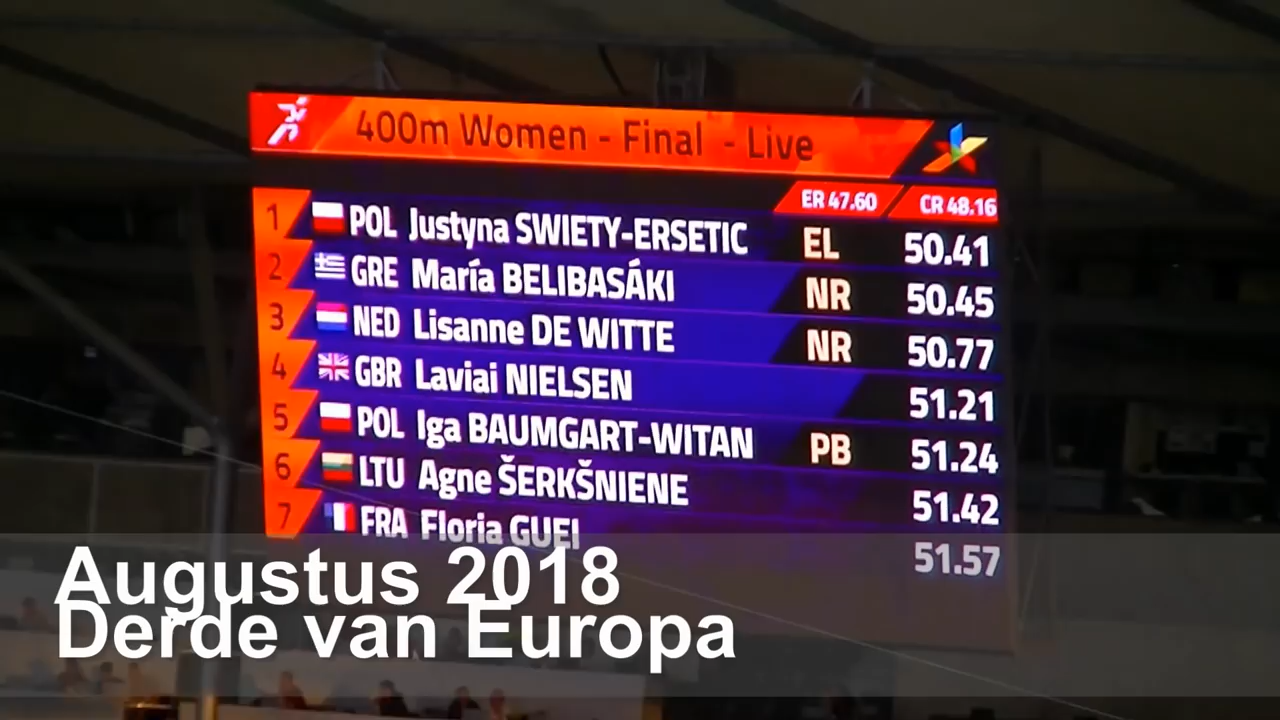 400m Women - Final - Live
ER 47.60 CR 48.16
1 POL Justyna SWIETY-ERSETIC EL 50.41
2 GRE María BELIBASÁKI NR 50.45
3 NED Lisanne DE WITTE NR 50.77
4 GBR Laviai NIELSEN 51.21
5 POL Iga BAUMGART-WITAN PB 51.24
6 LTU Agne ŠERKŠNIENE 51.42
7 FRA Floria GUEI 51.57
Augustus 2018
Derde van Europa